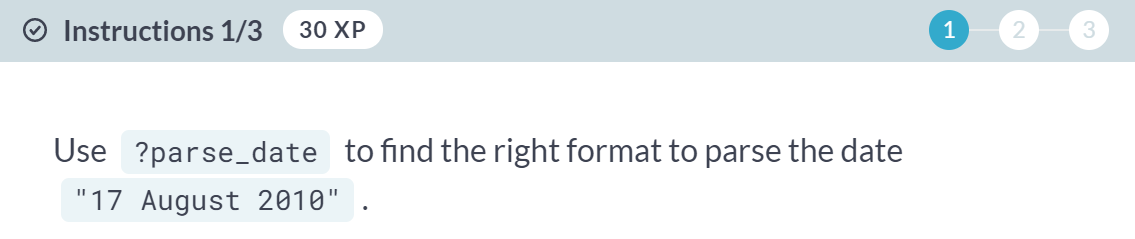 Instructions 1/3 30 XP 1 2 3
Use ?parse_date to find the right format to parse the date
"17 August 2010" .